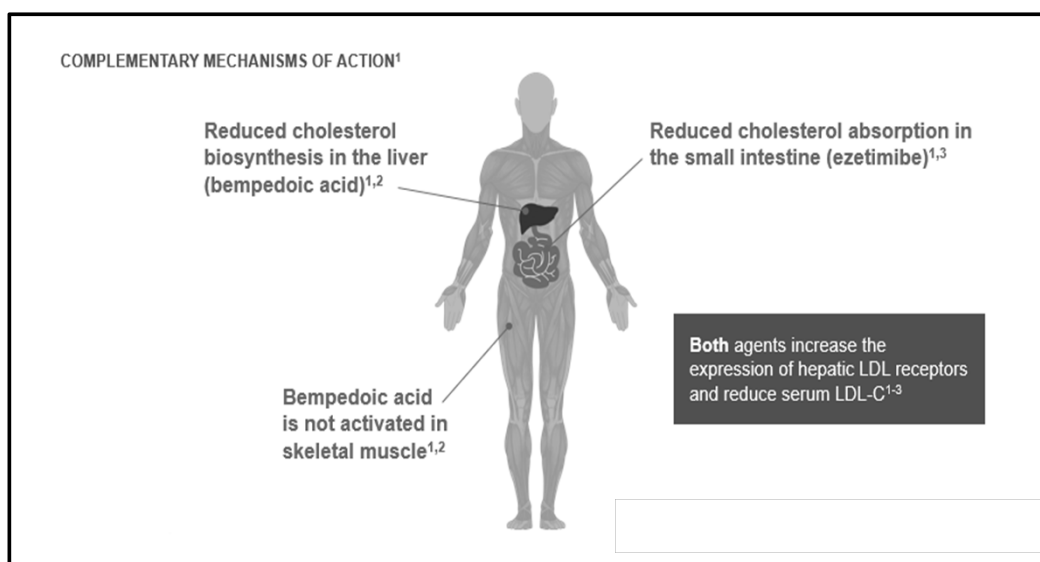 COMPLEMENTARY MECHANISMS OF ACTION¹
Reduced cholesterol
biosynthesis in the liver
(bempedoic acid)¹,²
Reduced cholesterol absorption in
the small intestine (ezetimibe)¹,³
Both agents increase the
expression of hepatic LDL receptors
and reduce serum LDL-C¹-³
Bempedoic acid
is not activated in
skeletal muscle¹,²